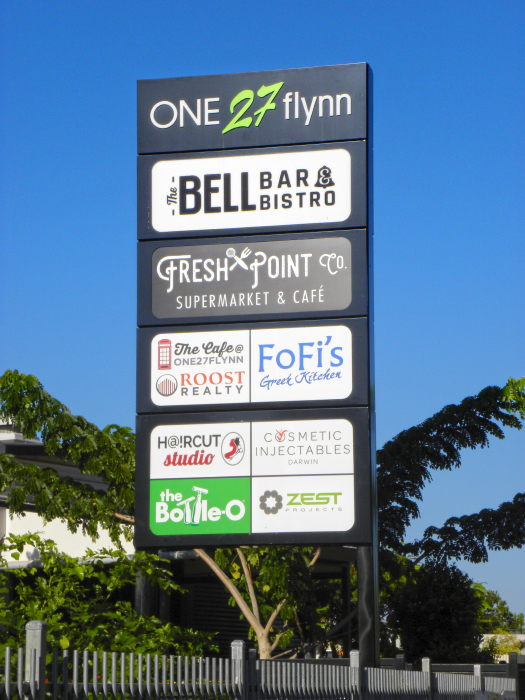 ONE 27 flynn
The BELL BAR &
BISTRO
FRESH POINT Co.
SUPERMARKET & CAFÉ
The Cafe@
ONE27FLYNN
ROOST
REALTY
FoFi's
Greek Kitchen
H@!RCUT
studio
COSMETIC
INJECTABLES
DARWIN
the
Bottle-O
ZEST
PROJECTS